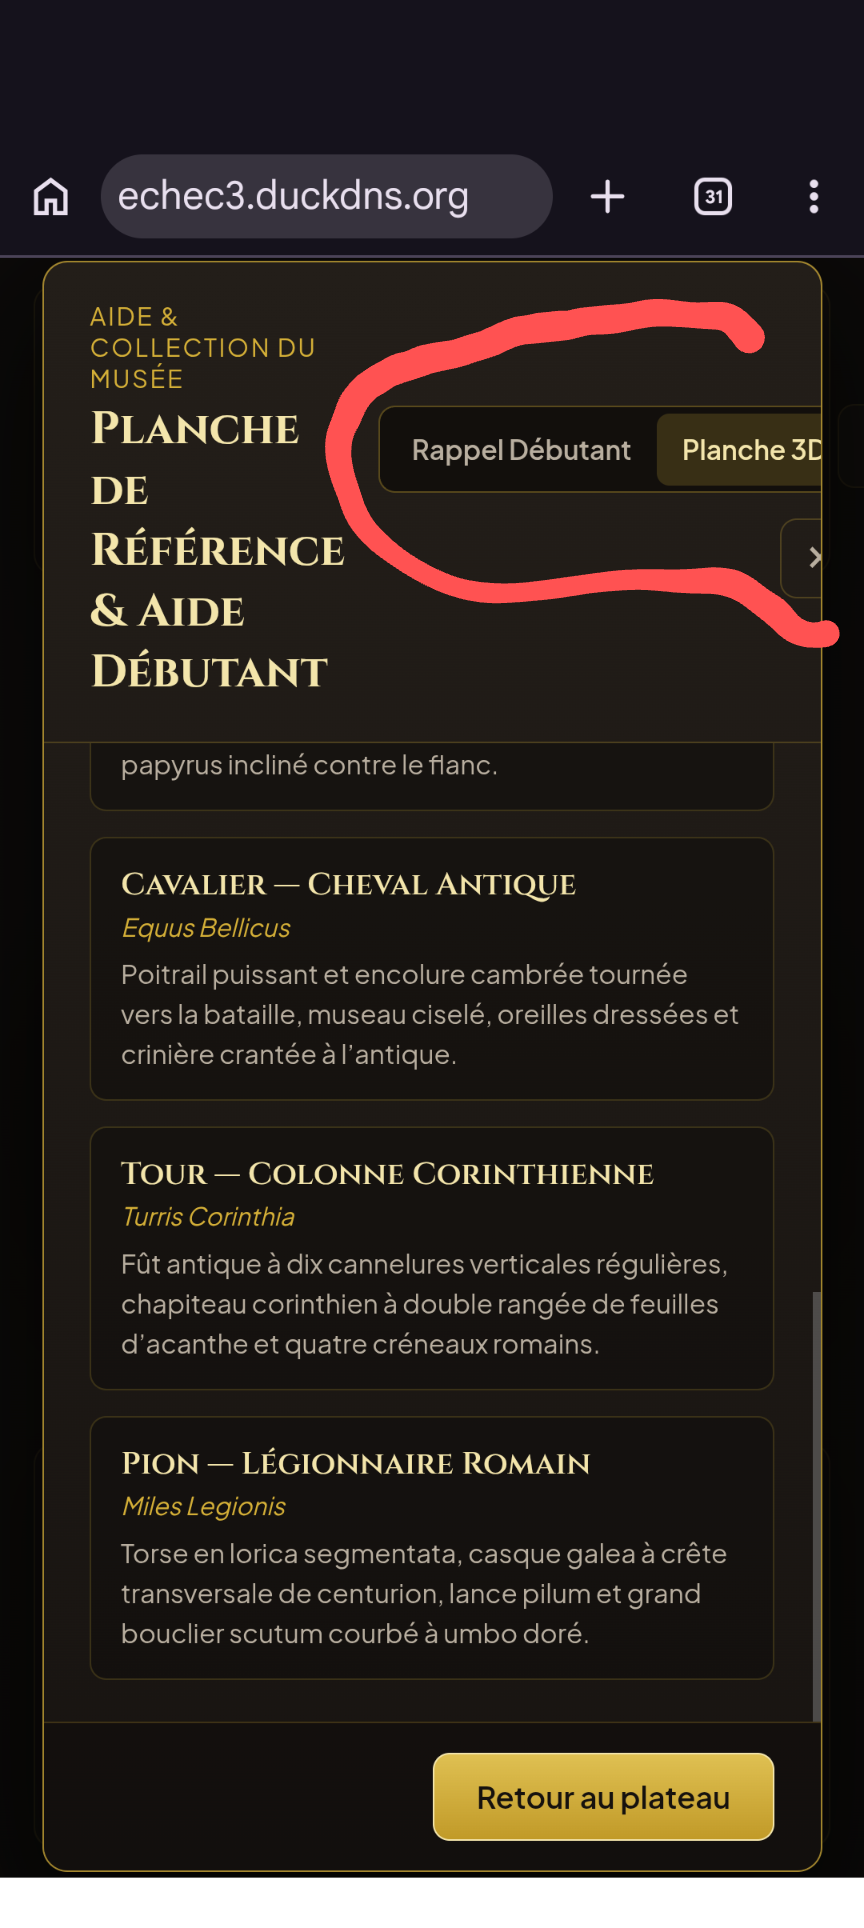 echec3.duckdns.org
31
AIDE &
COLLECTION DU
MUSÉE
PLANCHE
DE
RÉFÉRENCE
& AIDE
DÉBUTANT
Rappel Débutant
Planche 3D
papyrus incliné contre le flanc.
CAVALIER — CHEVAL ANTIQUE
Equus Bellicus
Poitrail puissant et encolure cambrée tournée
vers la bataille, museau ciselé, oreilles dressées et
crinière crantée à l’antique.
TOUR — COLONNE CORINTHIENNE
Turris Corinthia
Fût antique à dix cannelures verticales régulières,
chapiteau corinthien à double rangée de feuilles
d’acanthe et quatre créneaux romains.
PION — LÉGIONNAIRE ROMAIN
Miles Legionis
Torse en lorica segmentata, casque galea à crête
transversale de centurion, lance pilum et grand
bouclier scutum courbé à umbo doré.
Retour au plateau